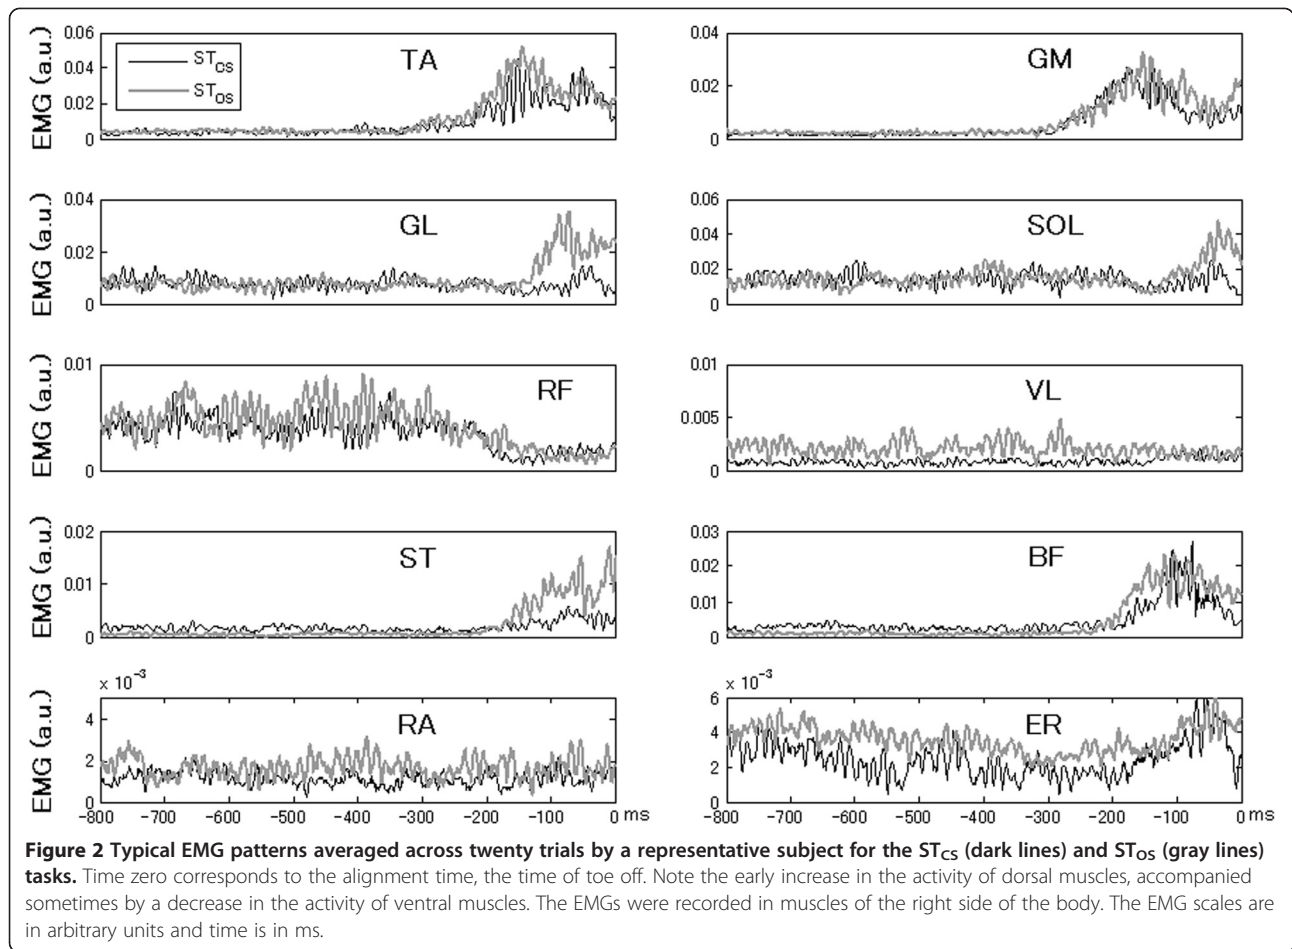 EMG (a.u.)
0.06
0.04
0.02
0
ST_CS
ST_OS
TA
0.04
0.02
0
GM
EMG (a.u.)
0.04
0.02
0
GL
0.06
0.04
0.02
0
SOL
EMG (a.u.)
0.01
0
RF
0.01
0.005
0
VL
EMG (a.u.)
0.02
0.01
0
ST
0.03
0.02
0.01
0
BF
EMG (a.u.)
x 10⁻³
4
2
0
RA
-800 -700 -600 -500 -400 -300 -200 -100 0 ms
x 10⁻³
6
4
2
0
ER
-800 -700 -600 -500 -400 -300 -200 -100 0 ms
Figure 2 Typical EMG patterns averaged across twenty trials by a representative subject for the ST_CS (dark lines) and ST_OS (gray lines)
tasks. Time zero corresponds to the alignment time, the time of toe off. Note the early increase in the activity of dorsal muscles, accompanied
sometimes by a decrease in the activity of ventral muscles. The EMGs were recorded in muscles of the right side of the body. The EMG scales are
in arbitrary units and time is in ms.